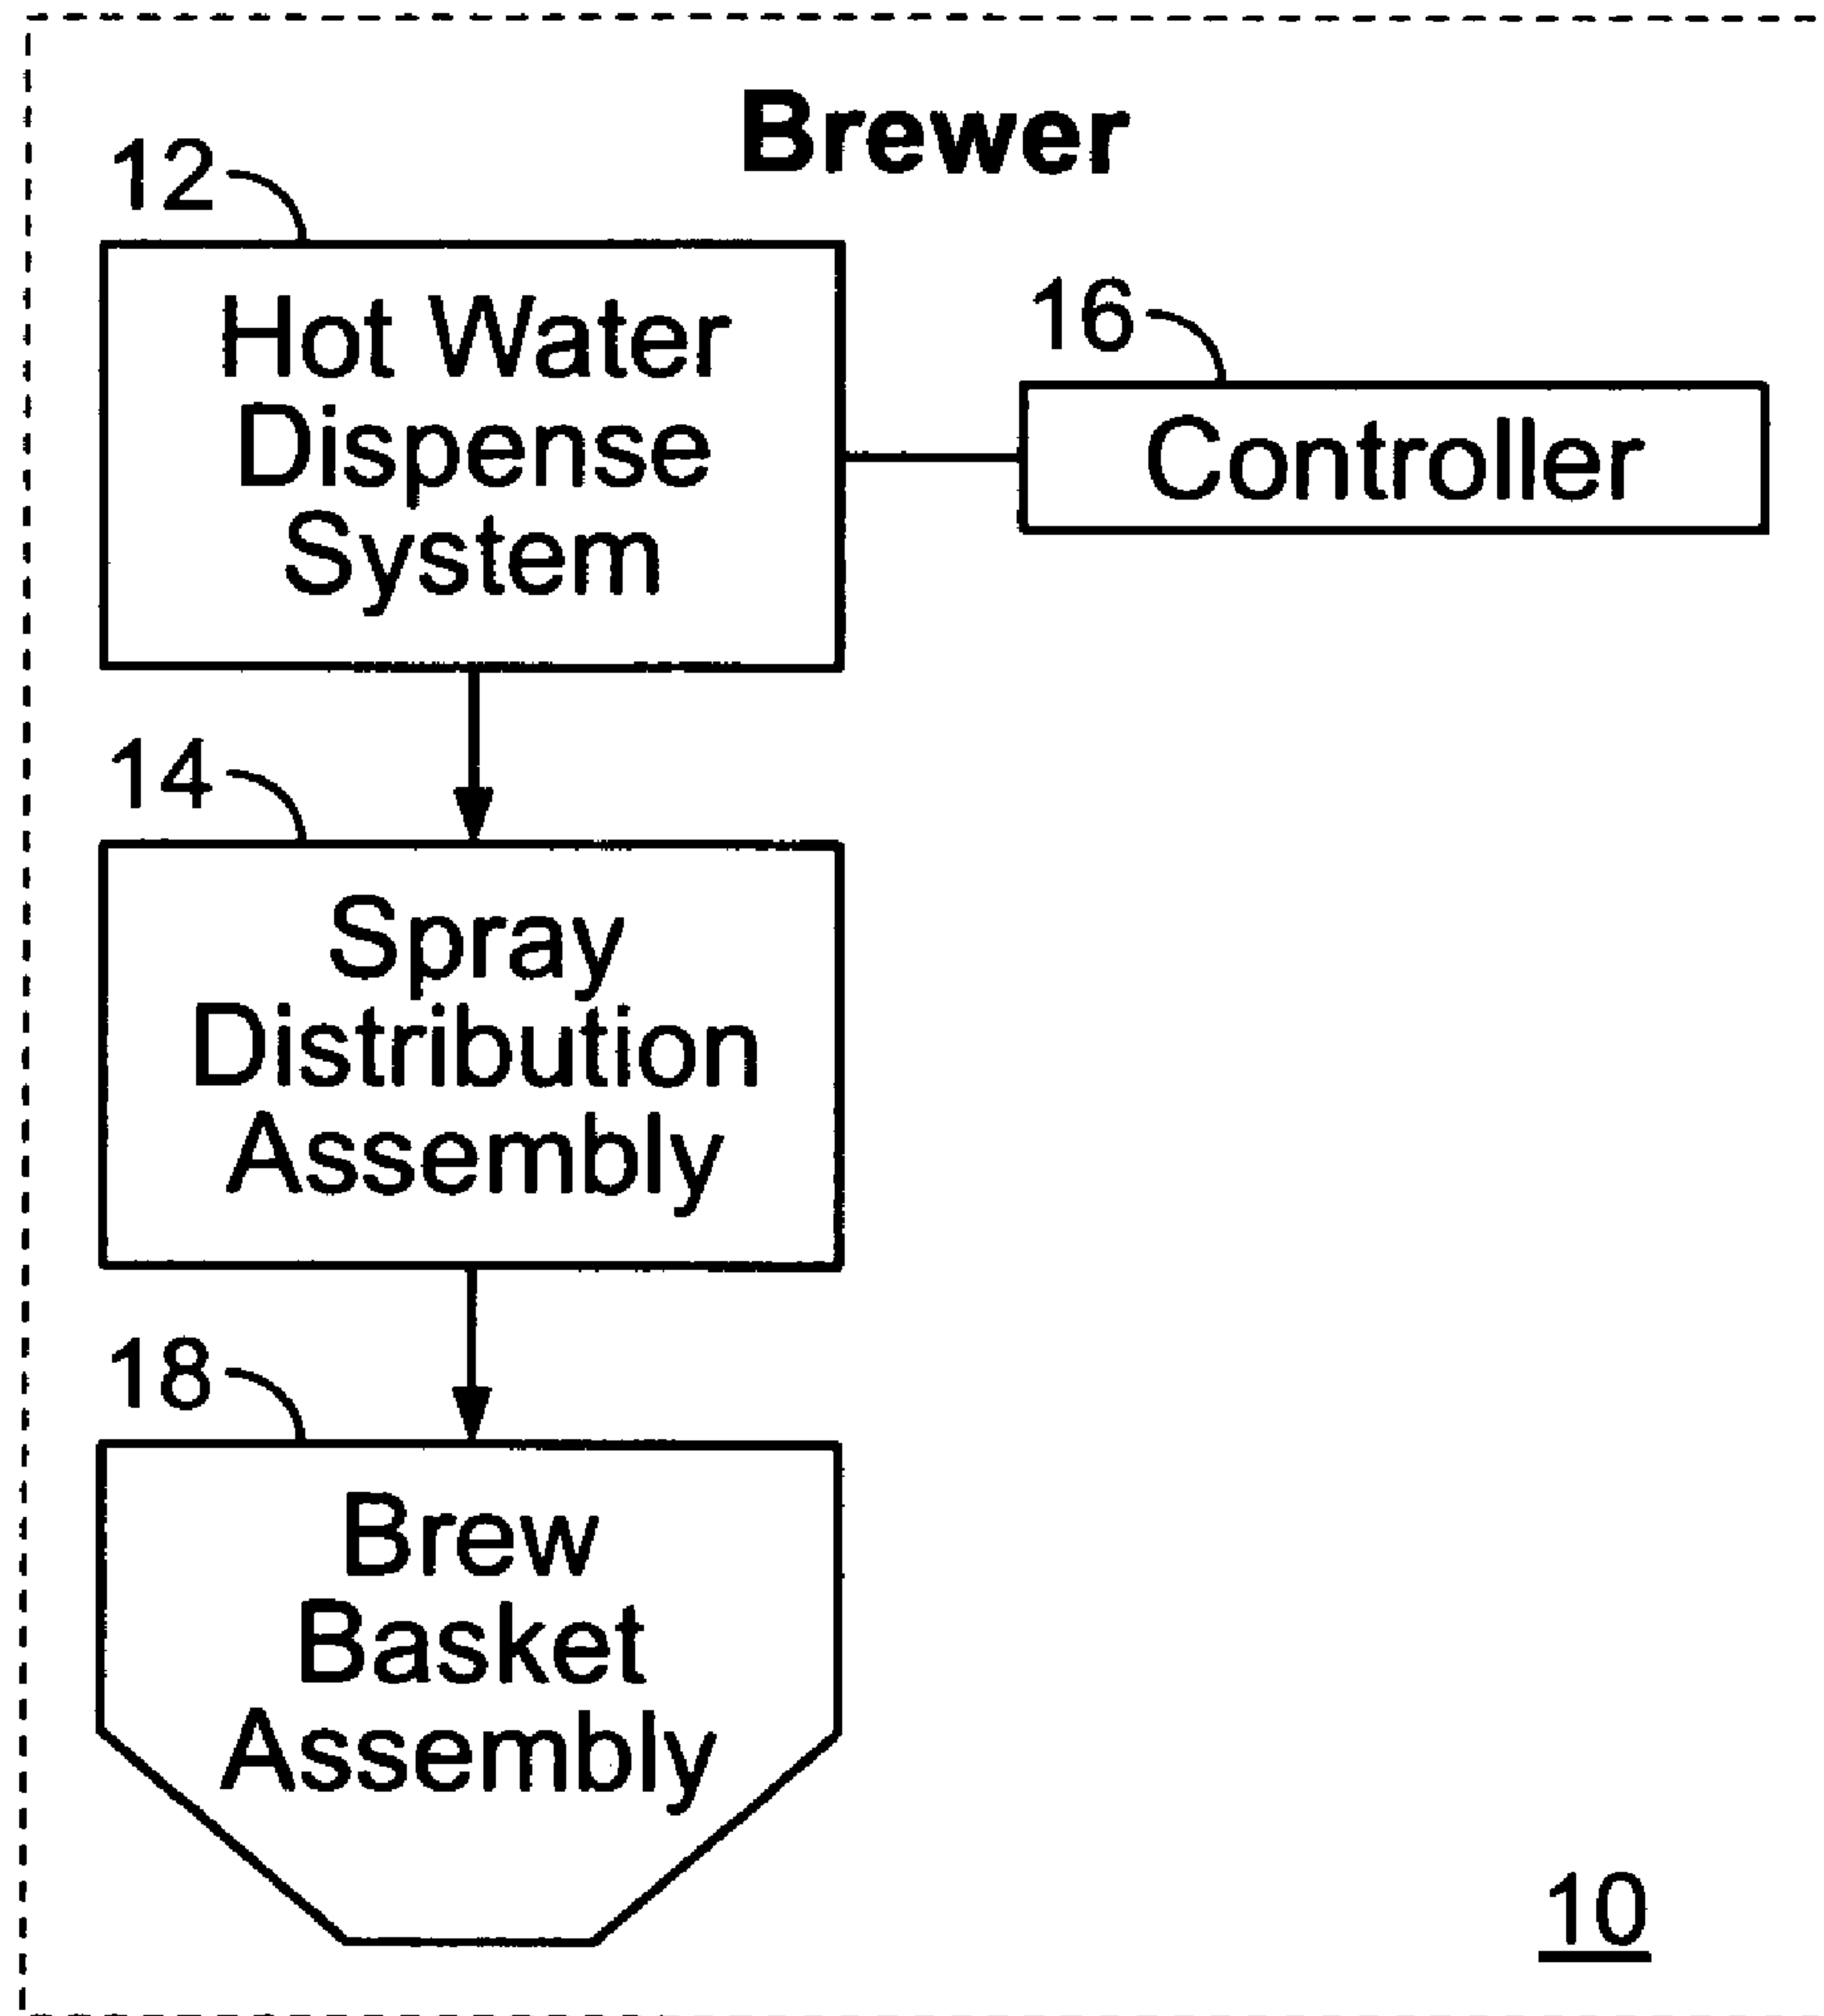 Brewer
12
Hot Water
Dispense
System
16
Controller
14
Spray
Distribution
Assembly
18
Brew
Basket
Assembly
10